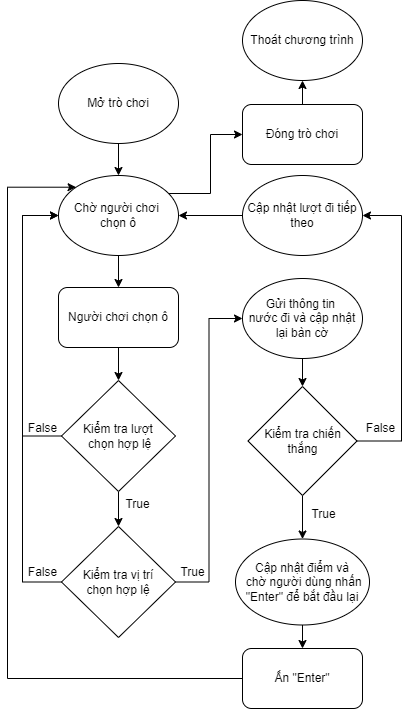 Thoát chương trình
Mở trò chơi
Đóng trò chơi
Chờ người chơi
chọn ô
Cập nhật lượt đi tiếp
theo
Người chơi chọn ô
Gửi thông tin
nước đi và cập nhật
lại bàn cờ
Kiểm tra lượt
chọn hợp lệ
False
True
Kiểm tra chiến
thắng
False
True
Kiểm tra vị trí
chọn hợp lệ
False
True
Cập nhật điểm và
chờ người dùng nhấn
"Enter" để bắt đầu lại
Ấn "Enter"